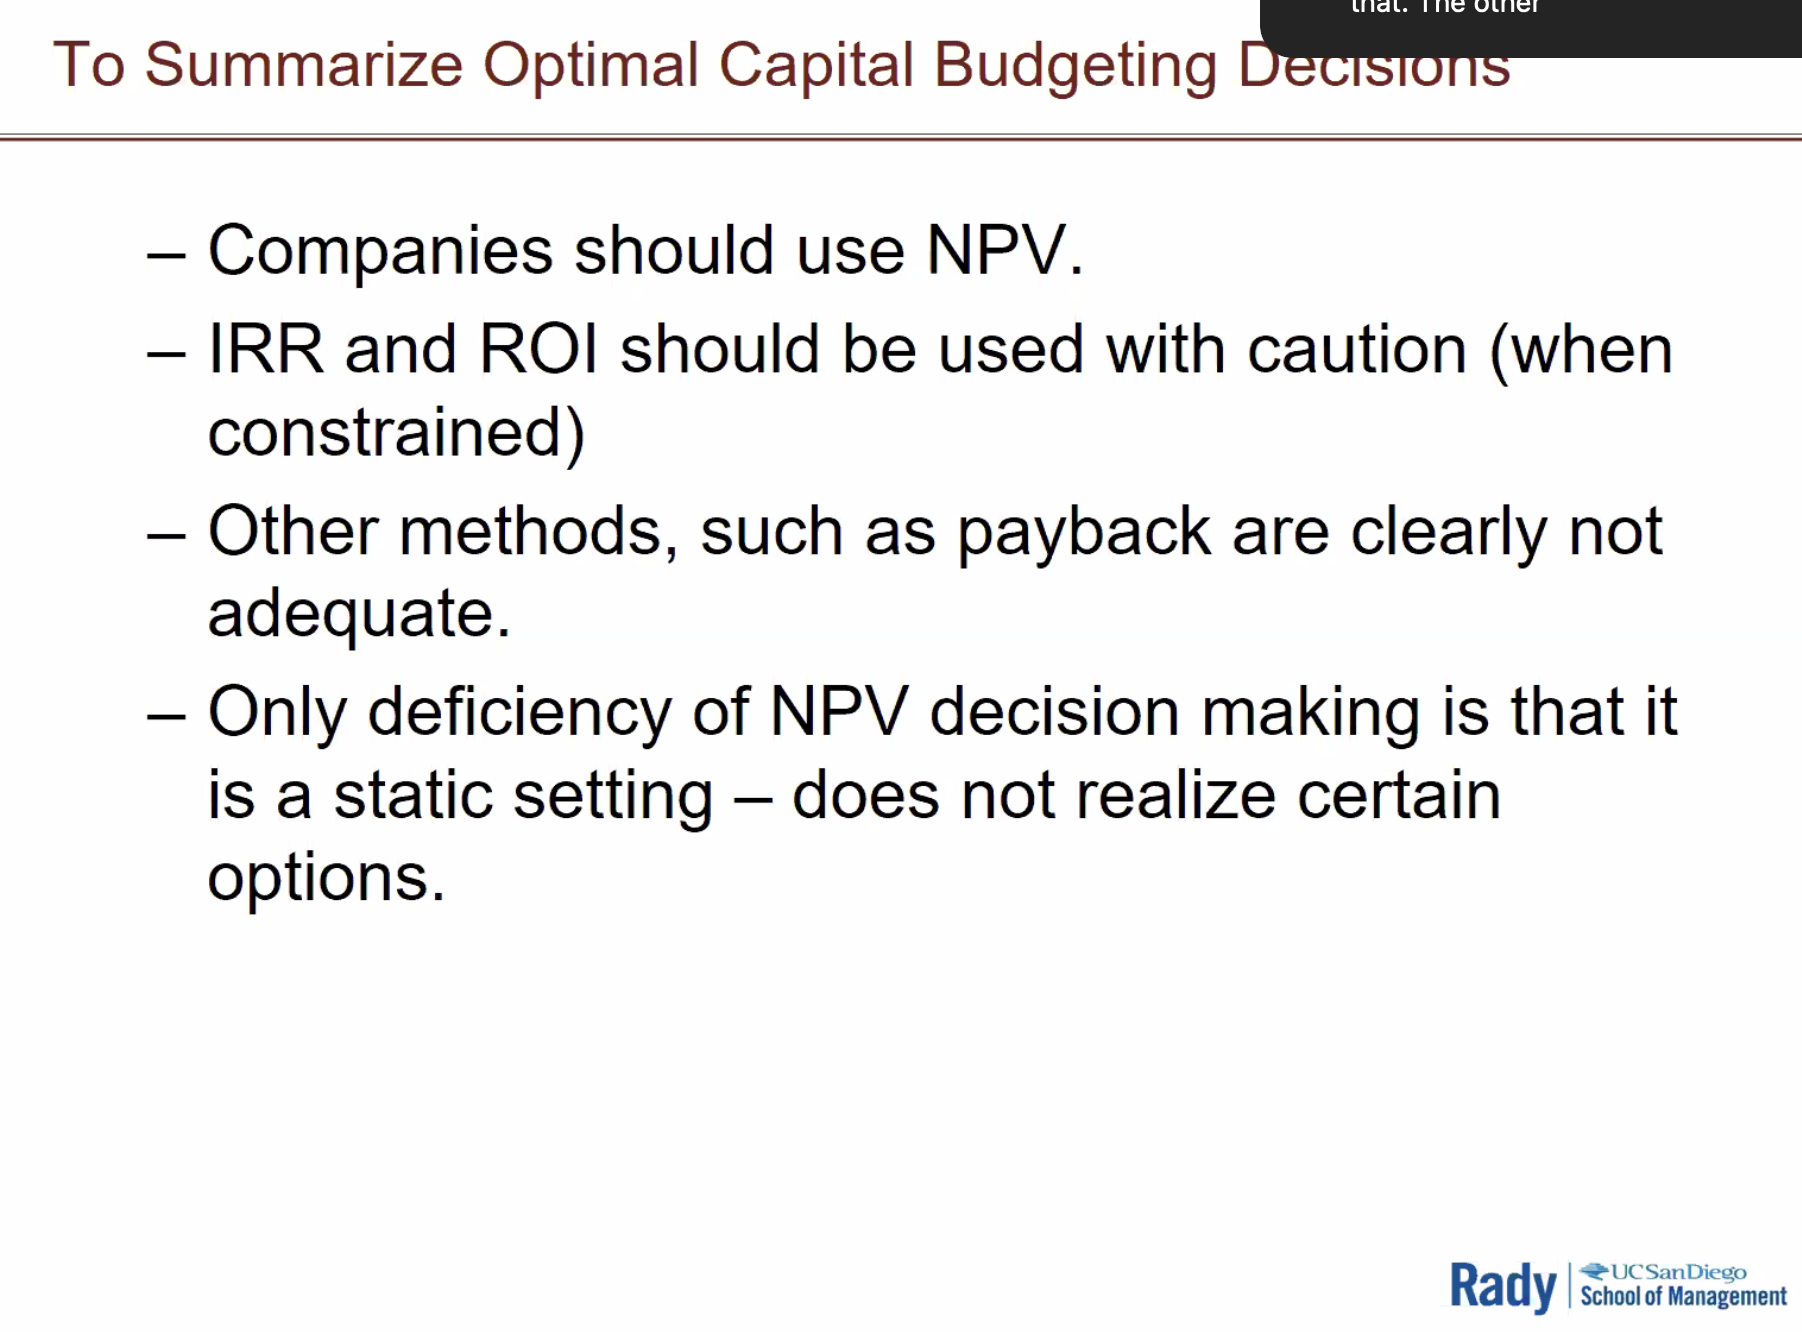 that. The other
To Summarize Optimal Capital Budgeting Decisions
– Companies should use NPV.
– IRR and ROI should be used with caution (when
constrained)
– Other methods, such as payback are clearly not
adequate.
– Only deficiency of NPV decision making is that it
is a static setting – does not realize certain
options.
Rady
UC San Diego
School of Management